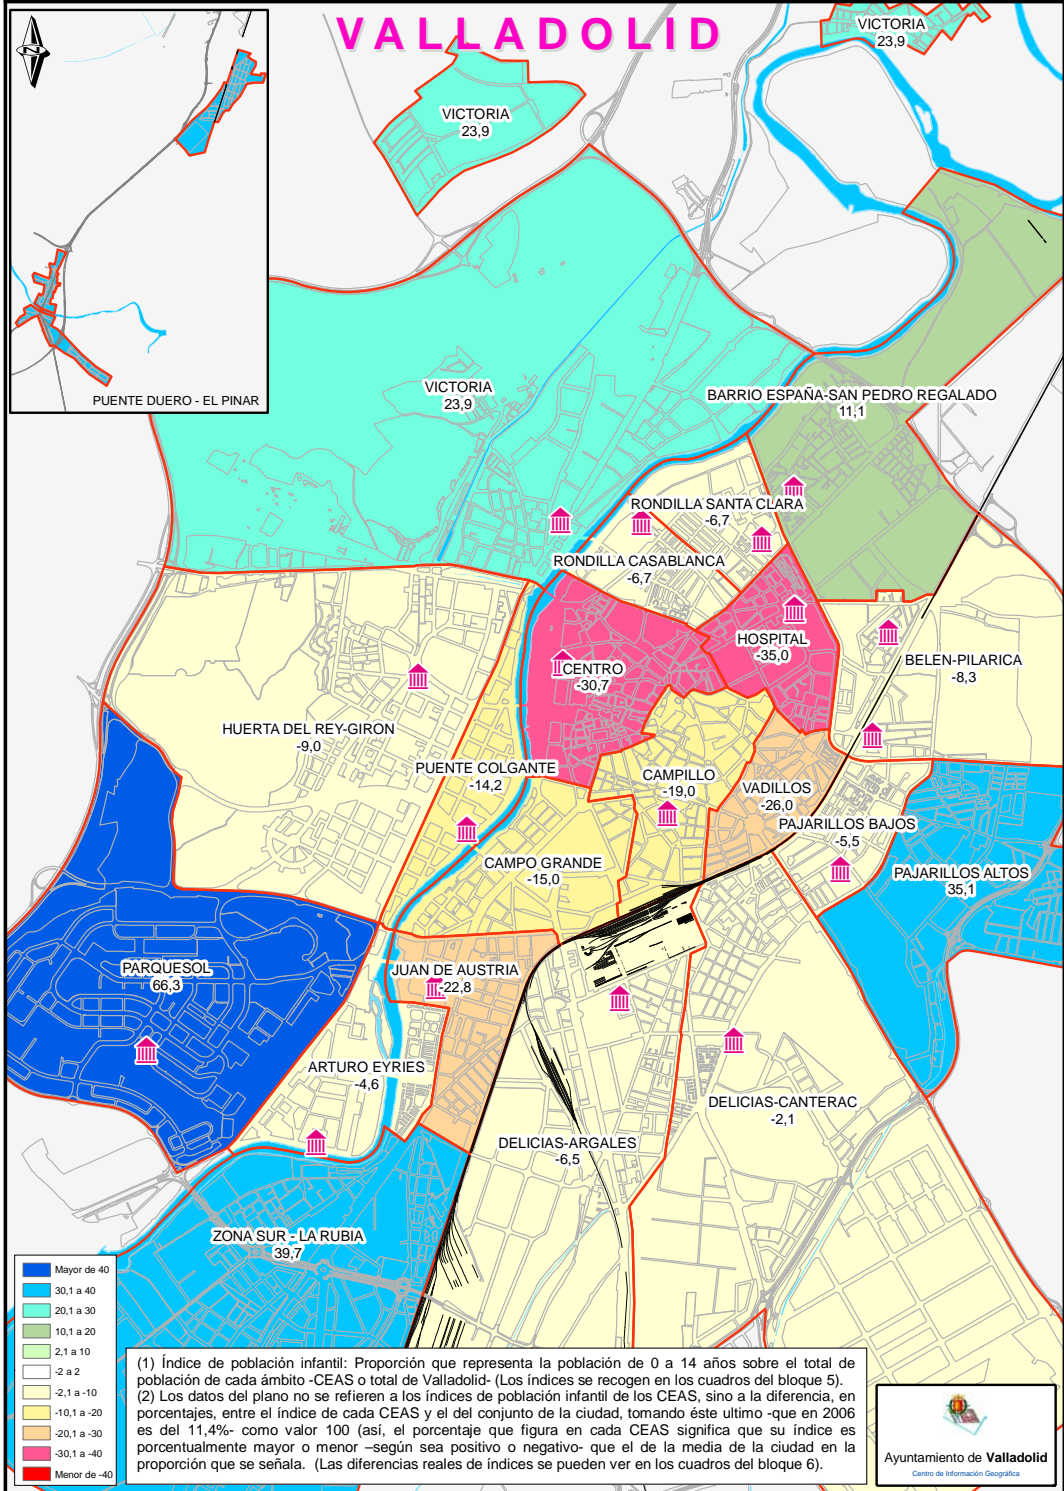 VALLADOLID
VICTORIA
23,9
VICTORIA
23,9
N
PUENTE DUERO - EL PINAR
VICTORIA
23,9
BARRIO ESPAÑA-SAN PEDRO REGALADO
11,1
RONDILLA SANTA CLARA
-6,7
RONDILLA CASABLANCA
-6,7
HOSPITAL
-35,0
CENTRO
-30,7
BELEN-PILARICA
-8,3
HUERTA DEL REY-GIRON
-9,0
PUENTE COLGANTE
-14,2
CAMPILLO
-19,0
VADILLOS
-26,0
PAJARILLOS BAJOS
-5,5
CAMPO GRANDE
-15,0
PAJARILLOS ALTOS
35,1
PARQUESOL
66,3
JUAN DE AUSTRIA
-22,8
ARTURO EYRIES
-4,6
DELICIAS-CANTERAC
-2,1
DELICIAS-ARGALES
-6,5
ZONA SUR - LA RUBIA
39,7
Mayor de 40
30,1 a 40
20,1 a 30
10,1 a 20
2,1 a 10
-2 a 2
-2,1 a -10
-10,1 a -20
-20,1 a -30
-30,1 a -40
Menor de -40
(1) Índice de población infantil: Proporción que representa la población de 0 a 14 años sobre el total de
población de cada ámbito -CEAS o total de Valladolid- (Los índices se recogen en los cuadros del bloque 5).
(2) Los datos del plano no se refieren a los índices de población infantil de los CEAS, sino a la diferencia, en
porcentajes, entre el índice de cada CEAS y el del conjunto de la ciudad, tomando éste ultimo -que en 2006
es del 11,4%- como valor 100 (así, el porcentaje que figura en cada CEAS significa que su índice es
porcentualmente mayor o menor –según sea positivo o negativo- que el de la media de la ciudad en la
proporción que se señala. (Las diferencias reales de índices se pueden ver en los cuadros del bloque 6).
Ayuntamiento de Valladolid
Centro de Información Geográfica